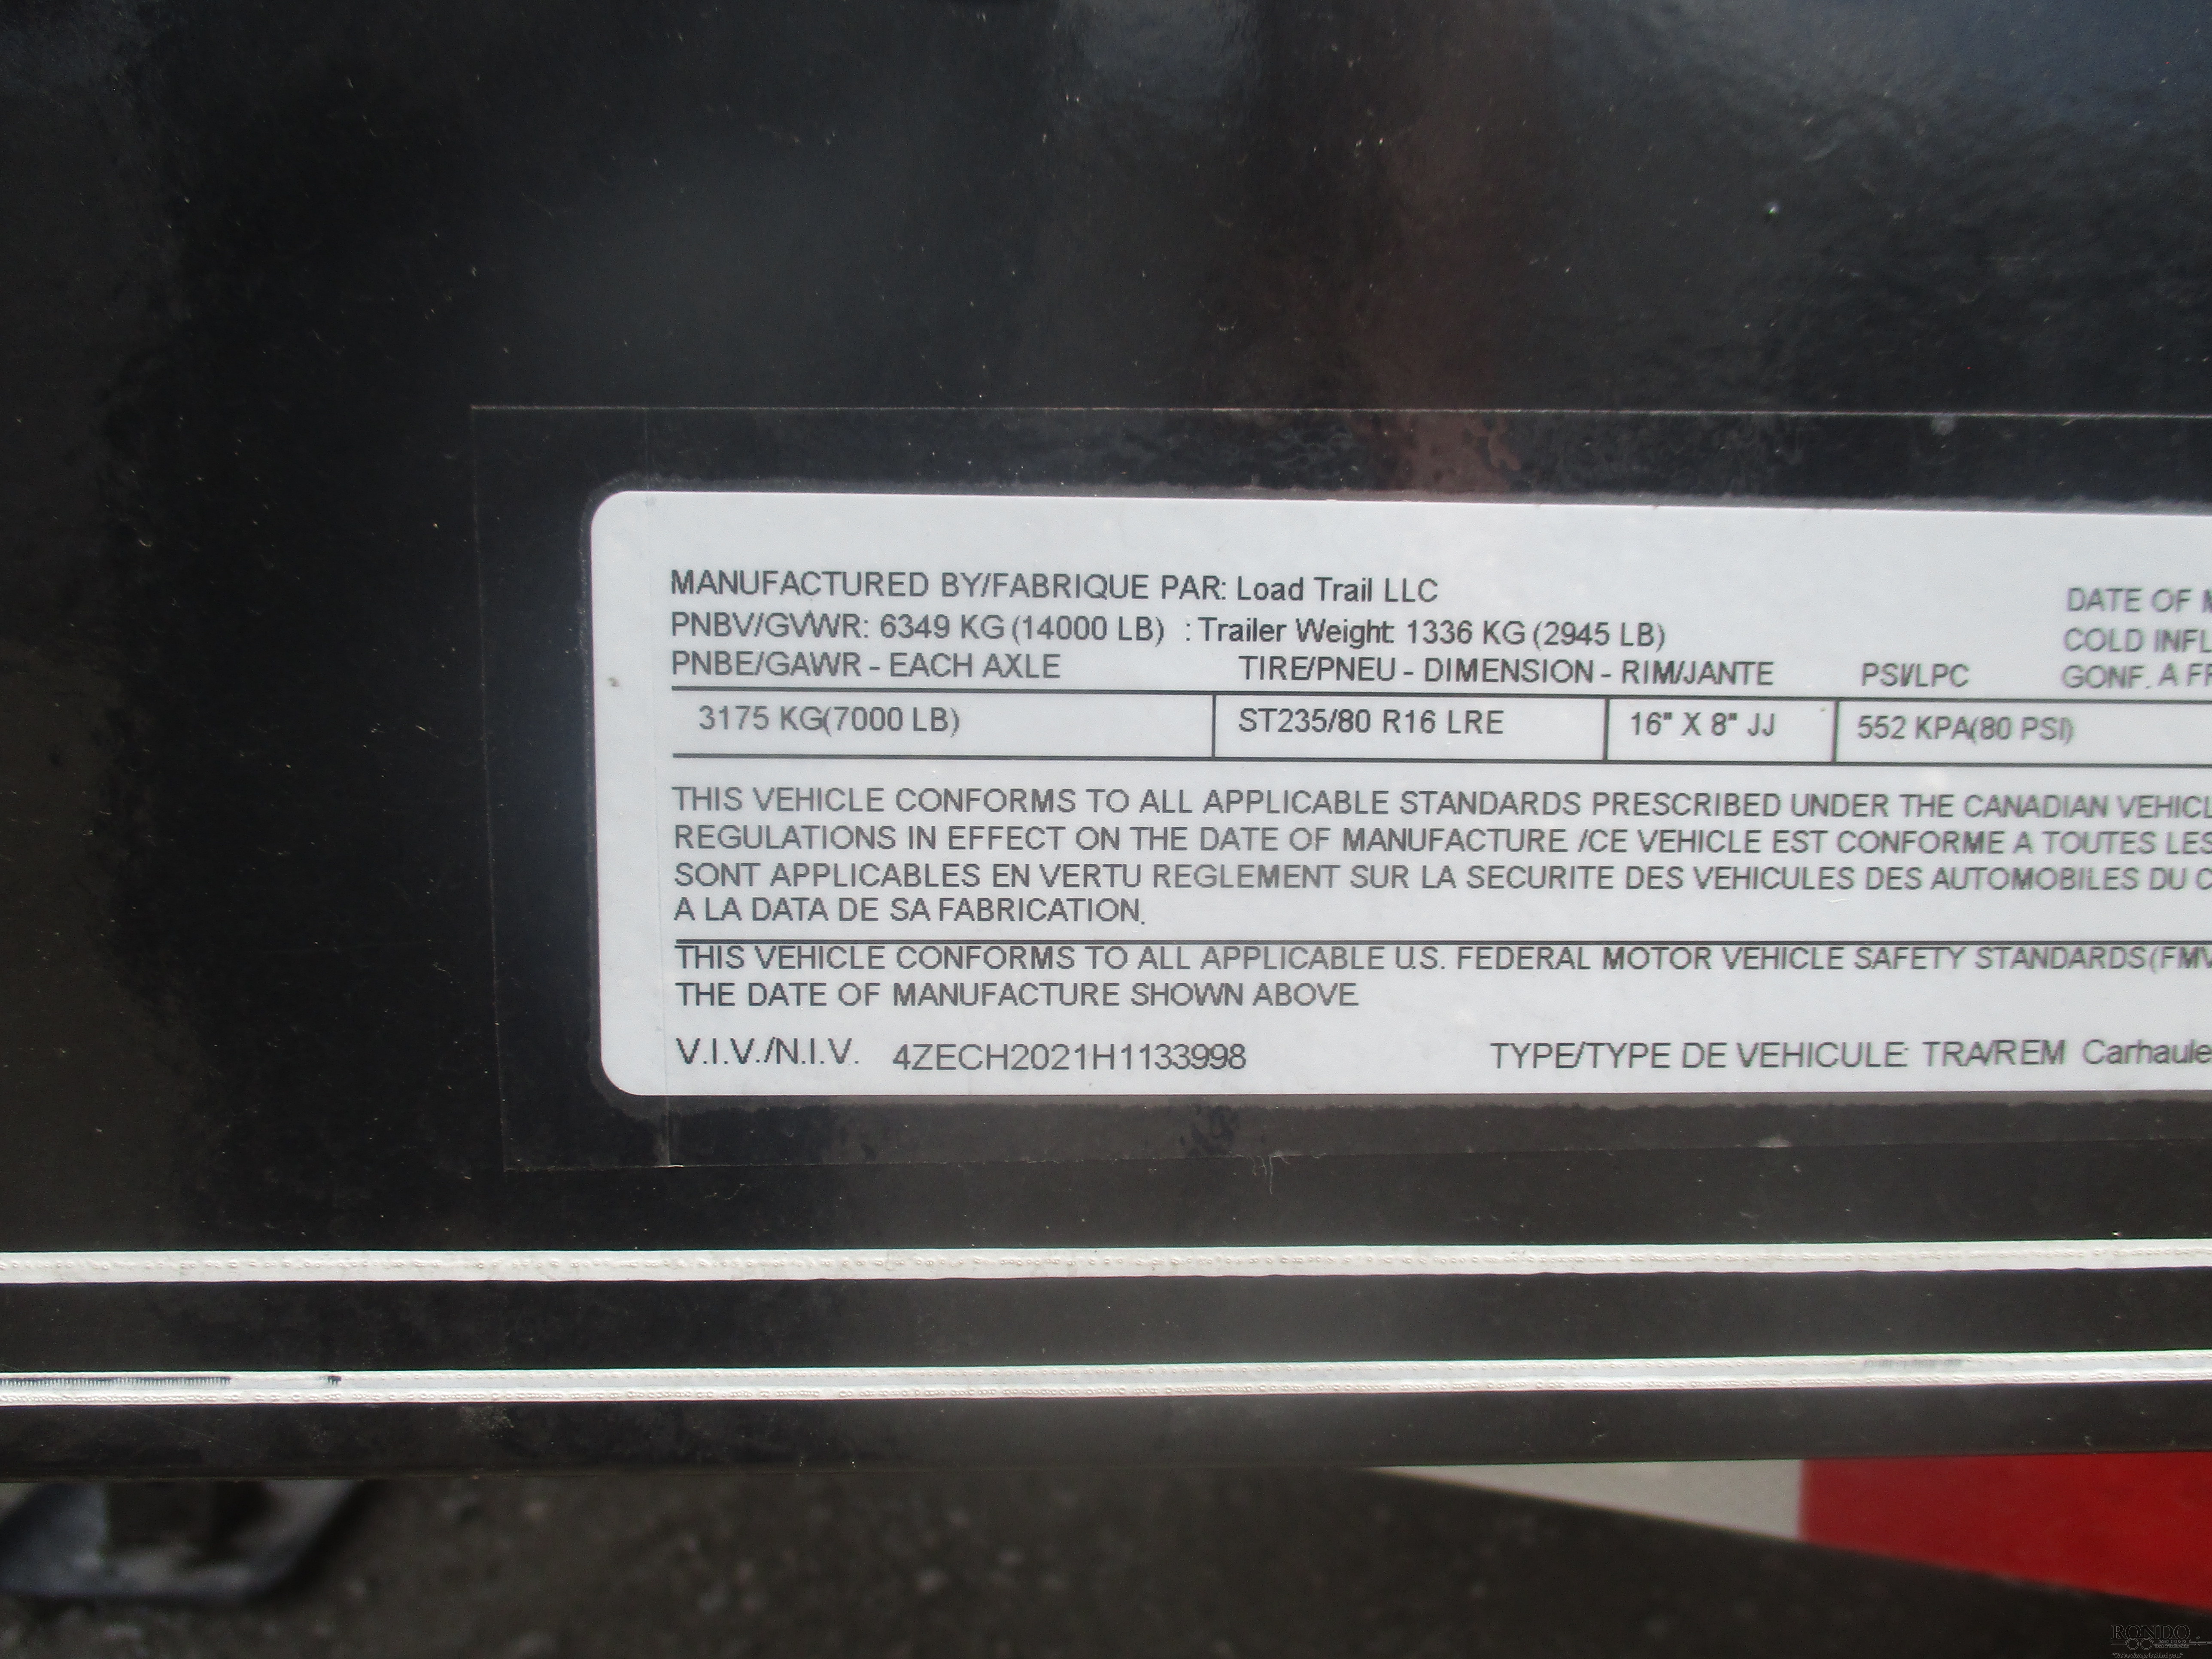 MANUFACTURED BY/FABRIQUE PAR: Load Trail LLC
DATE OF
PNBV/GVWR: 6349 KG (14000 LB) : Trailer Weight: 1336 KG (2945 LB)
COLD INFL
PNBE/GAWR - EACH AXLE TIRE/PNEU - DIMENSION - RIM/JANTE PSI/LPC GONF. A FR
3175 KG(7000 LB) ST235/80 R16 LRE 16" X 8" JJ 552 KPA(80 PSI)
THIS VEHICLE CONFORMS TO ALL APPLICABLE STANDARDS PRESCRIBED UNDER THE CANADIAN VEHICL
REGULATIONS IN EFFECT ON THE DATE OF MANUFACTURE /CE VEHICLE EST CONFORME A TOUTES LES
SONT APPLICABLES EN VERTU REGLEMENT SUR LA SECURITE DES VEHICULES DES AUTOMOBILES DU C
A LA DATA DE SA FABRICATION.
THIS VEHICLE CONFORMS TO ALL APPLICABLE U.S. FEDERAL MOTOR VEHICLE SAFETY STANDARDS(FMV
THE DATE OF MANUFACTURE SHOWN ABOVE
V.I.V./N.I.V. 4ZECH2021H1133998 TYPE/TYPE DE VEHICULE: TRA/REM Carhaule
RONDO